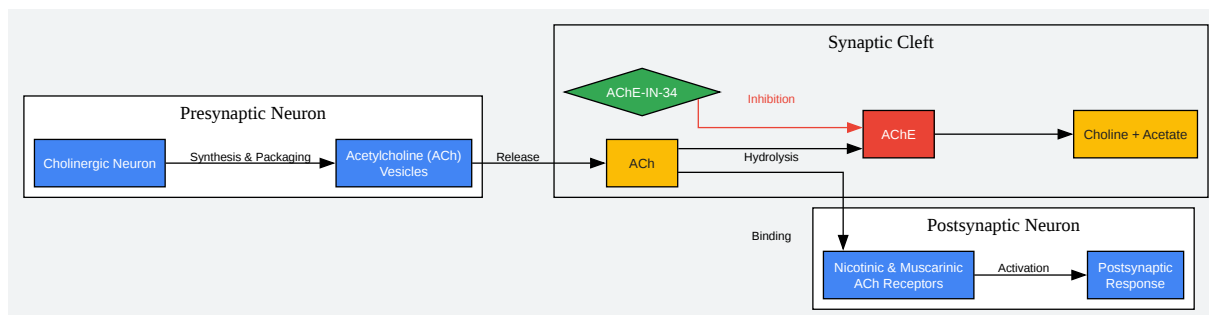 Synaptic Cleft
AChE-IN-34
Inhibition
Presynaptic Neuron
AChE
Choline + Acetate
Cholinergic Neuron
Synthesis & Packaging
Acetylcholine (ACh)
Vesicles
Release
ACh
Hydrolysis
Postsynaptic Neuron
Binding
Nicotinic & Muscarinic
ACh Receptors
Activation
Postsynaptic
Response